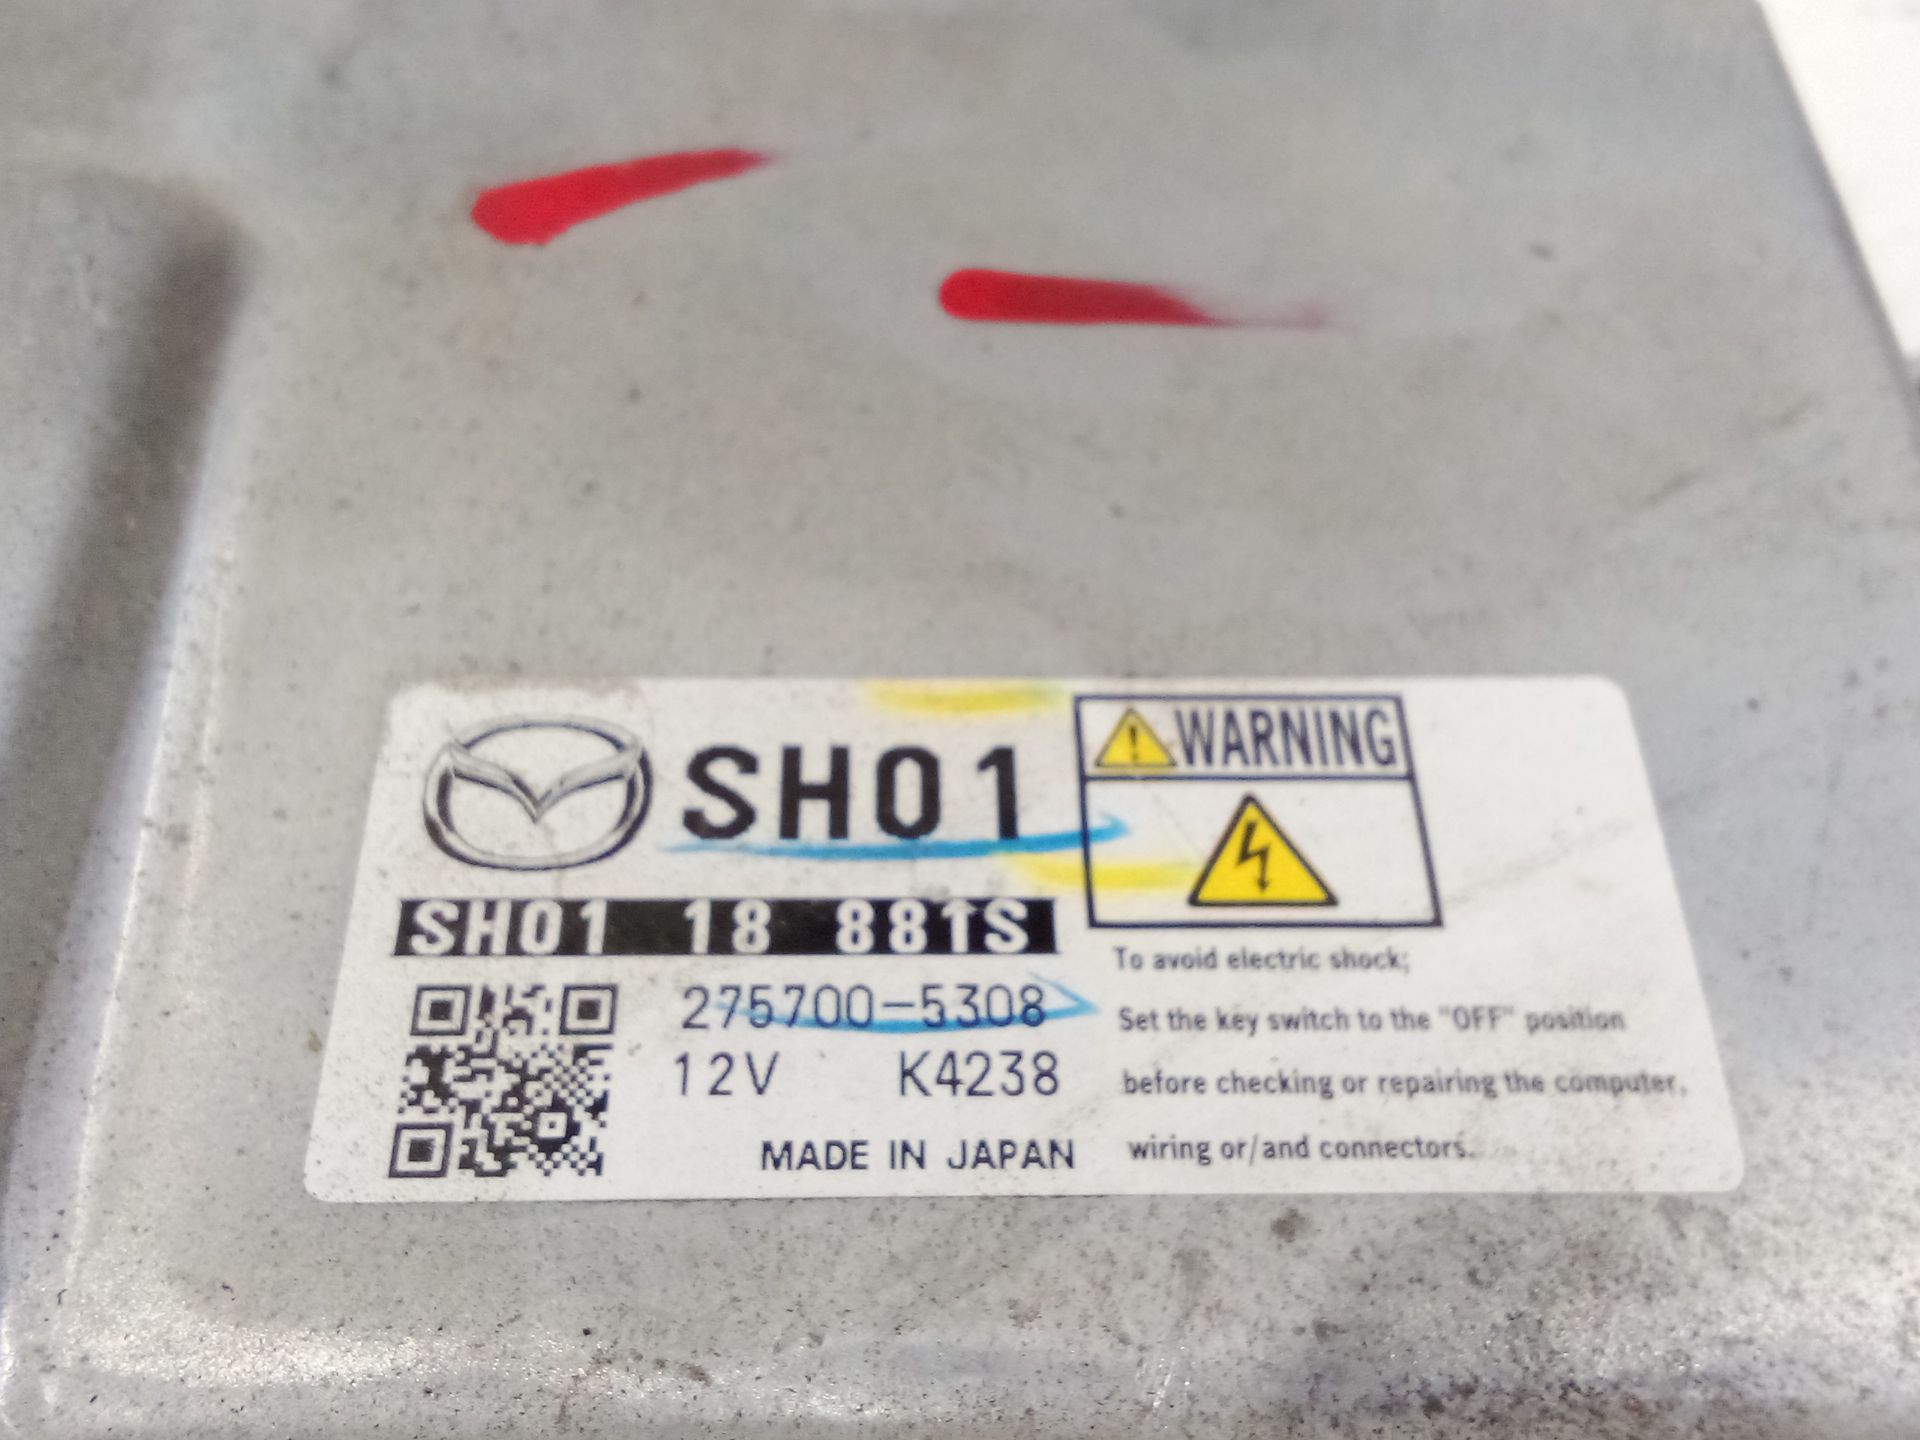 SH01
SH01 18 881S
275700-5308
12V K4238
MADE IN JAPAN
WARNING
To avoid electric shock;
Set the key switch to the "OFF" position
before checking or repairing the computer,
wiring or/and connectors.